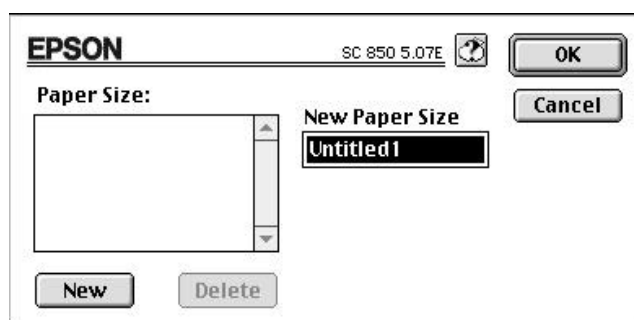 EPSON
SC 850 5.07E
OK
Paper Size:
Cancel
New Paper Size
Untitled1
New
Delete